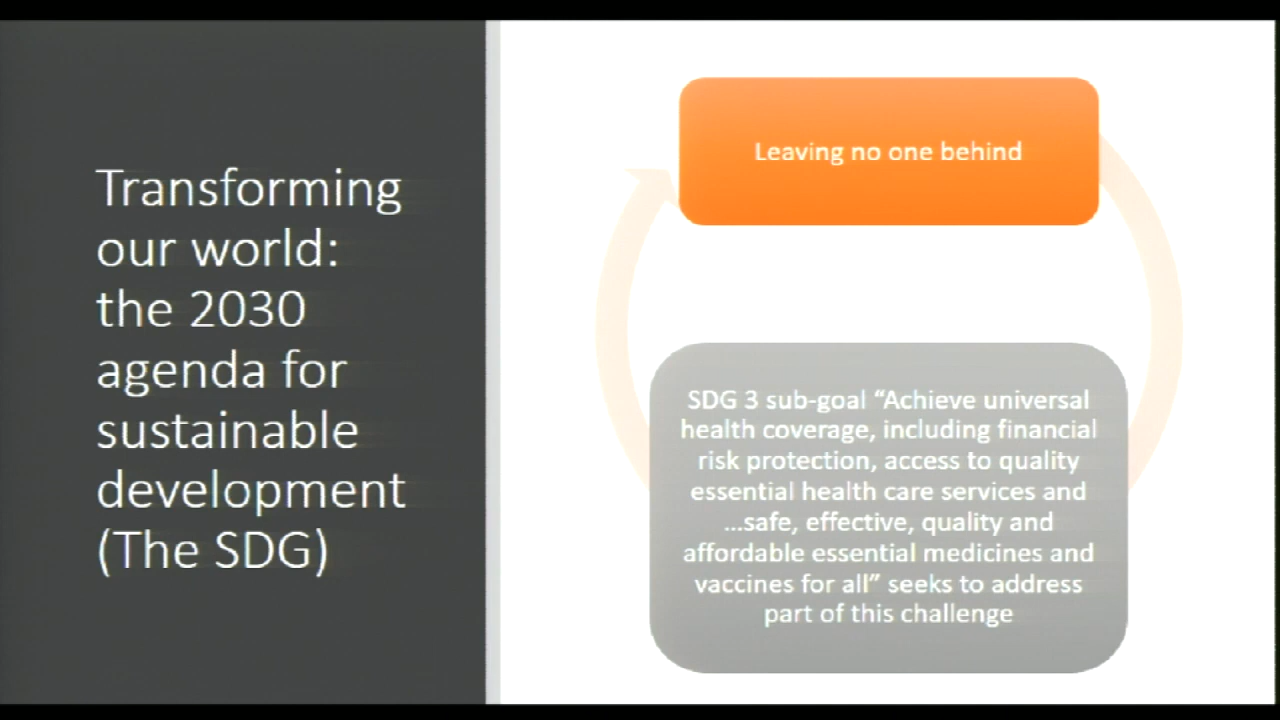 Transforming
our world:
the 2030
agenda for
sustainable
development
(The SDG)
Leaving no one behind
SDG 3 sub-goal “Achieve universal
health coverage, including financial
risk protection, access to quality
essential health care services and
...safe, effective, quality and
affordable essential medicines and
vaccines for all” seeks to address
part of this challenge